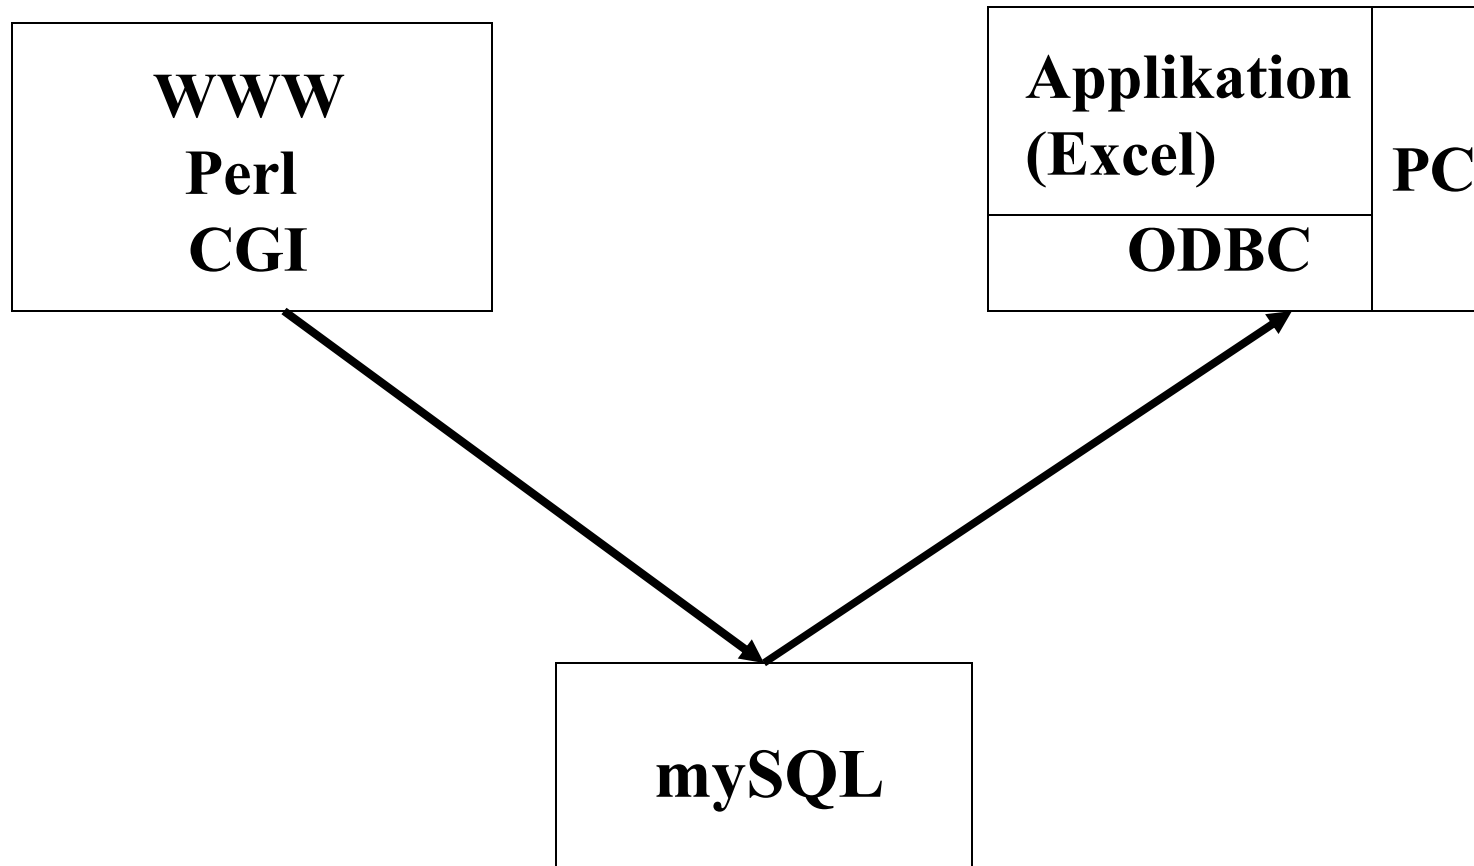 WWW
Perl
CGI
Applikation
(Excel)
ODBC
PC
mySQL